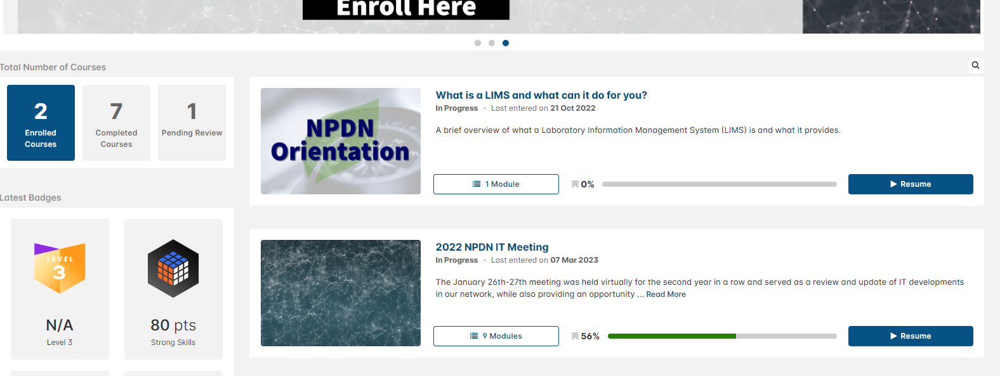 Enroll Here
Total Number of Courses
2
Enrolled
Courses
7
Completed
Courses
1
Pending Review
Latest Badges
LEVEL
3
N/A
Level 3
80 pts
Strong Skills
NPDN
Orientation
What is a LIMS and what can it do for you?
In Progress · Last entered on 21 Oct 2022
A brief overview of what a Laboratory Information Management System (LIMS) is and what it provides.
1 Module
0%
Resume
2022 NPDN IT Meeting
In Progress · Last entered on 07 Mar 2023
The January 26th-27th meeting was held virtually for the second year in a row and served as a review and update of IT developments
in our network, while also providing an opportunity ... Read More
9 Modules
56%
Resume